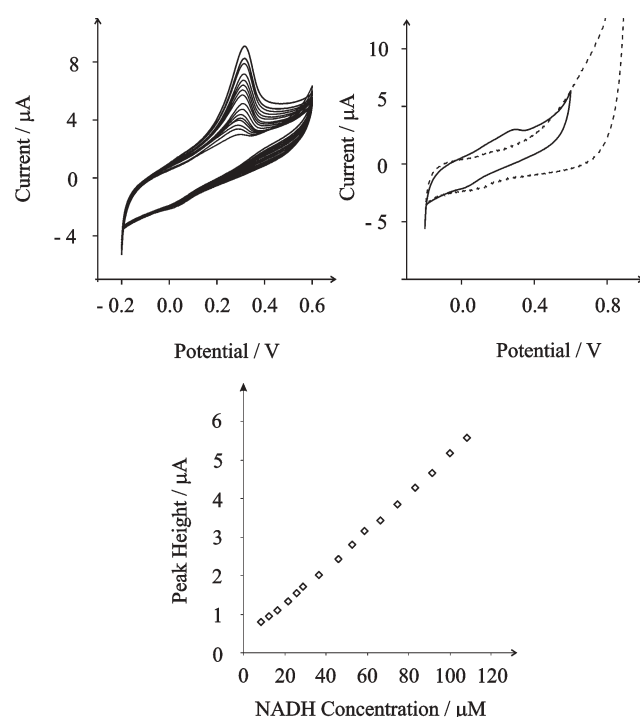 8
4
0
- 4
Current / μA
- 0.2 0.0 0.2 0.4 0.6
Potential / V
10
5
0
- 5
Current / μA
0.0 0.4 0.8
Potential / V
6
5
4
3
2
1
0
Peak Height / μA
0 20 40 60 80 100 120
NADH Concentration / μM